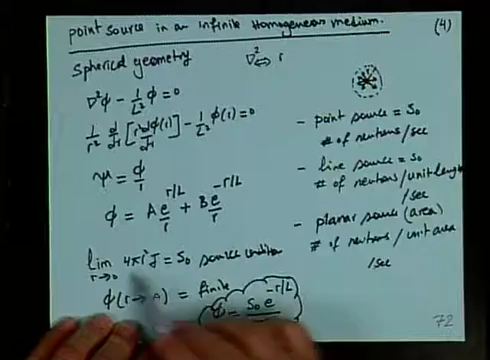 point source in an infinite homogeneous medium. (4)
Spherical geometry ∇² ⇔ r
∇²φ - 1/L² φ = 0
1/r² d/dr [r² dφ(r)/dr] - 1/L² φ(r) = 0
ψ = φ/r
φ = A e^{r/L}/r + B e^{-r/L}/r
lim r→0 4πr²J = S₀ source condition
φ(r→ ) = finite
φ = S₀ e^{-r/L}
- point source = S₀
# of neutrons/sec
- line source = S₀
# of neutrons/unit length
/sec
- planar source (area)
# of neutrons/unit area
/sec
72